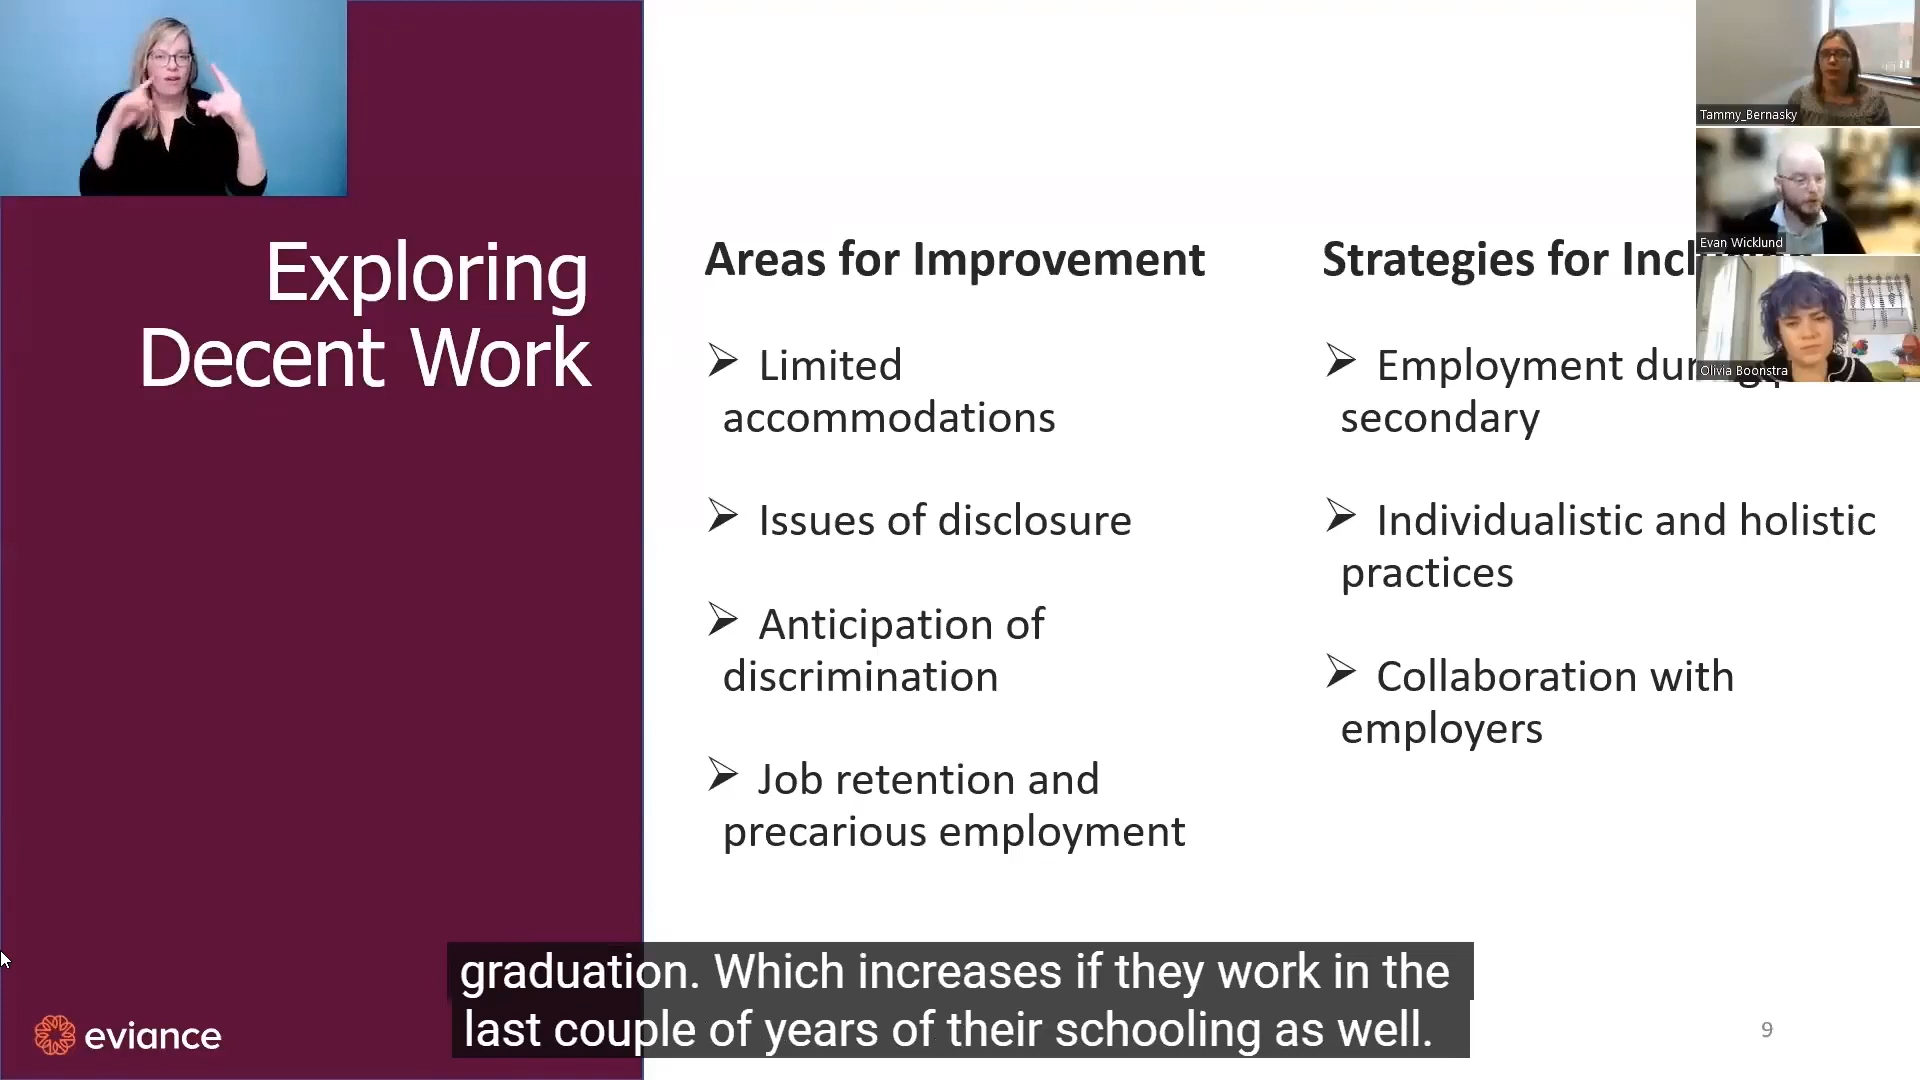 Exploring
Decent Work
Areas for Improvement
➢ Limited
accommodations
➢ Issues of disclosure
➢ Anticipation of
discrimination
➢ Job retention and
precarious employment
Strategies for
➢ Employment during
secondary
➢ Individualistic and holistic
practices
➢ Collaboration with
employers
Tammy_Bernasky
Evan Wicklund
Olivia Boonstra
graduation. Which increases if they work in the
last couple of years of their schooling as well.
eviance
9